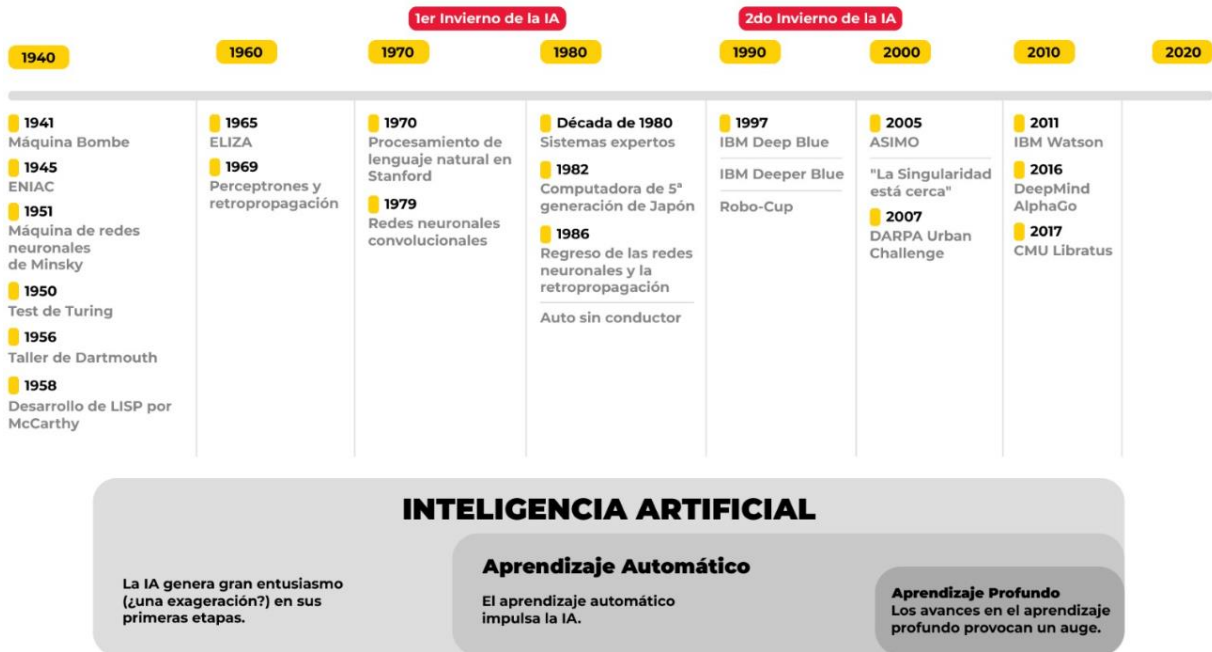 1er Invierno de la IA
2do Invierno de la IA
1940
1960
1970
1980
1990
2000
2010
2020
1941
Máquina Bombe
1945
ENIAC
1951
Máquina de redes
neuronales
de Minsky
1950
Test de Turing
1956
Taller de Dartmouth
1958
Desarrollo de LISP por
McCarthy
1965
ELIZA
1969
Perceptrones y
retropropagación
1970
Procesamiento de
lenguaje natural en
Stanford
1979
Redes neuronales
convolucionales
Década de 1980
Sistemas expertos
1982
Computadora de 5ª
generación de Japón
1986
Regreso de las redes
neuronales y la
retropropagación
Auto sin conductor
1997
IBM Deep Blue
IBM Deeper Blue
Robo-Cup
2005
ASIMO
"La Singularidad
está cerca"
2007
DARPA Urban
Challenge
2011
IBM Watson
2016
DeepMind
AlphaGo
2017
CMU Libratus
INTELIGENCIA ARTIFICIAL
La IA genera gran entusiasmo
(¿una exageración?) en sus
primeras etapas.
Aprendizaje Automático
El aprendizaje automático
impulsa la IA.
Aprendizaje Profundo
Los avances en el aprendizaje
profundo provocan un auge.